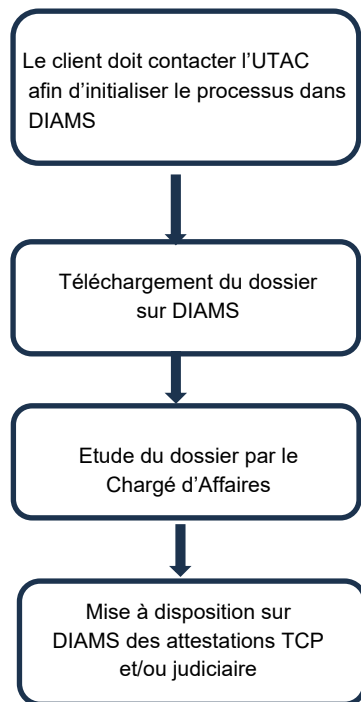 Le client doit contacter l’UTAC
afin d’initialiser le processus dans
DIAMS
Téléchargement du dossier
sur DIAMS
Etude du dossier par le
Chargé d’Affaires
Mise à disposition sur
DIAMS des attestations TCP
et/ou judiciaire